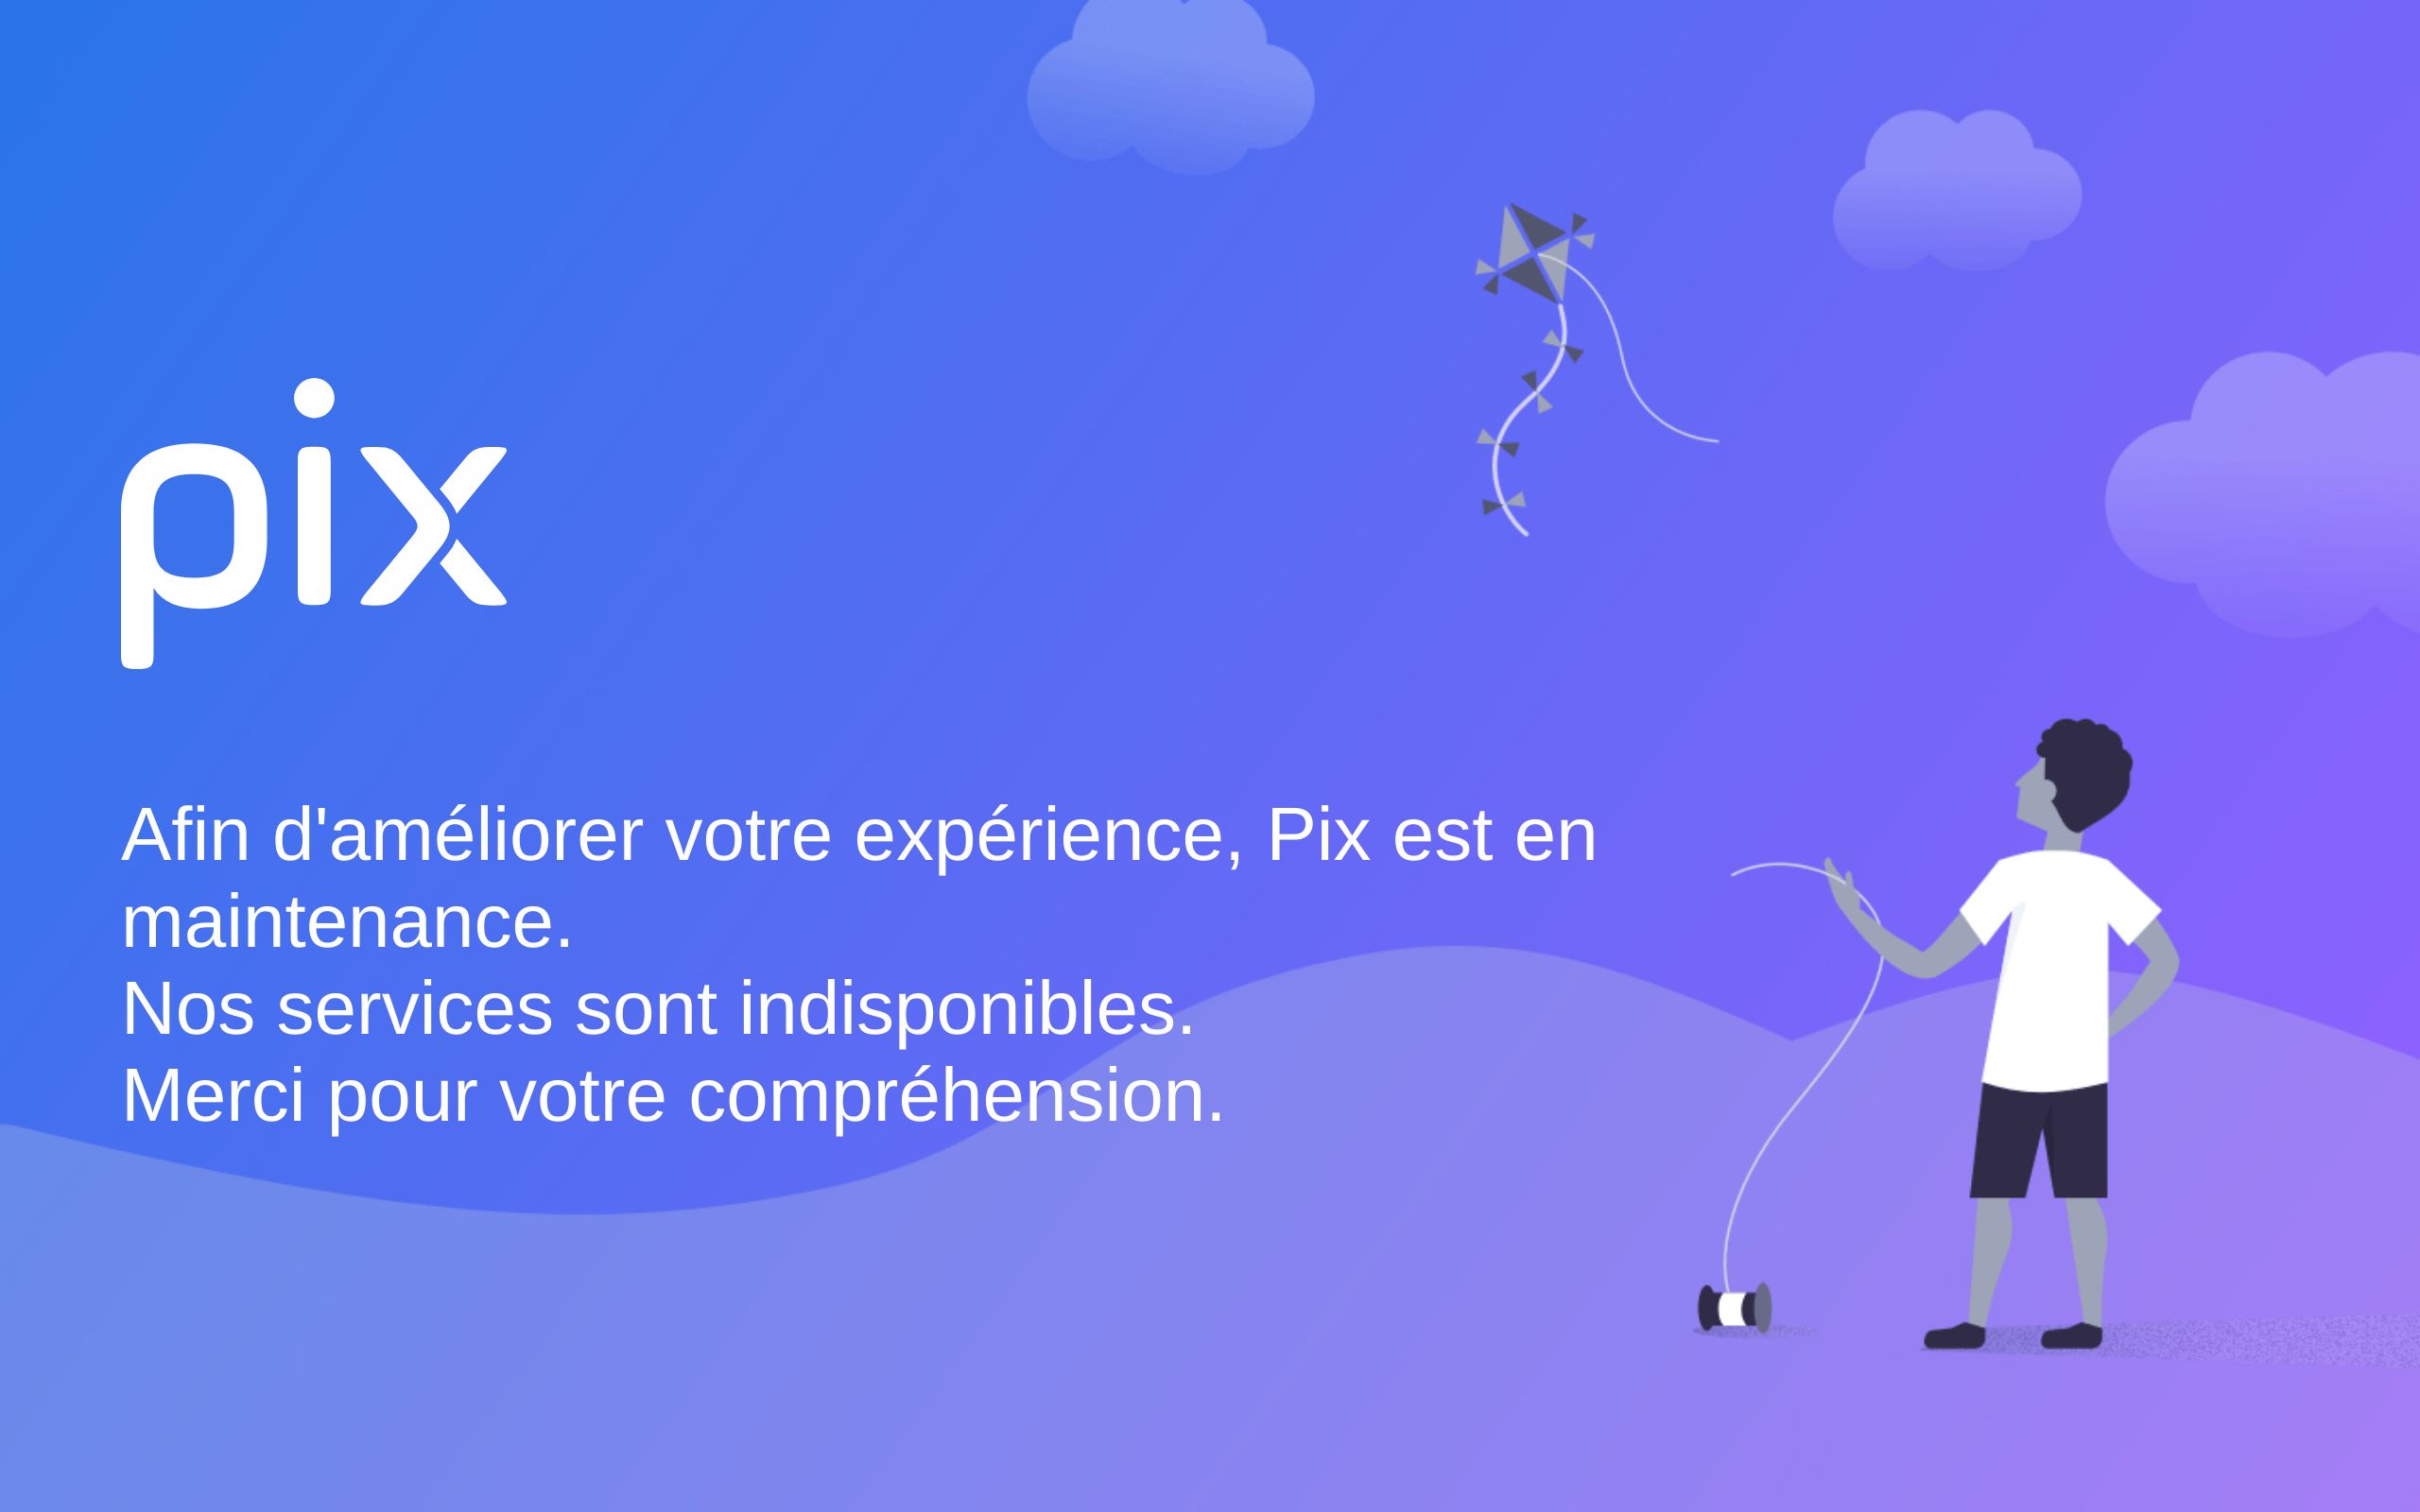 pix
Afin d'améliorer votre expérience, Pix est en
maintenance.
Nos services sont indisponibles.
Merci pour votre compréhension.